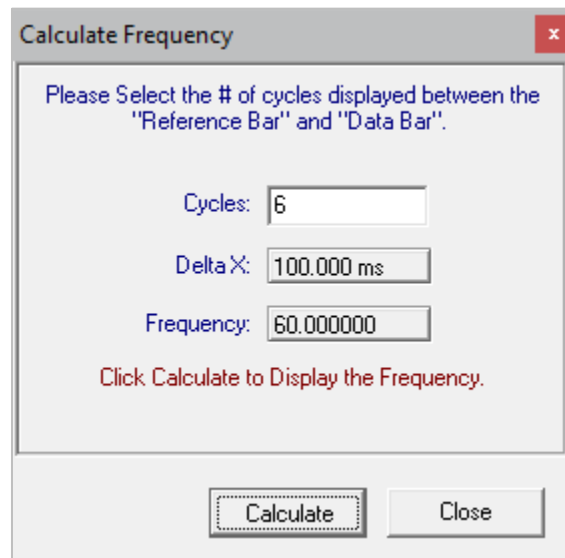 Calculate Frequency
x
Please Select the # of cycles displayed between the
"Reference Bar" and "Data Bar".
Cycles: 6
Delta X: 100.000 ms
Frequency: 60.000000
Click Calculate to Display the Frequency.
Calculate Close